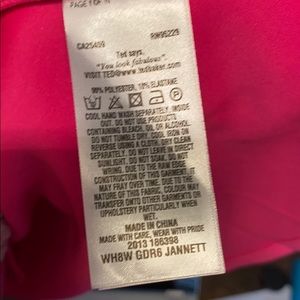 PAGE 1 OF
CA25469 RN95229
Ted says,
"You look fabulous"
VISIT TED@www.tedbaker.com
90% POLYESTER, 10% ELASTANE
COOL HAND WASH SEPARATELY, INSIDE
OUT. DO NOT USE PRODUCTS
CONTAINING BLEACH, OIL, OR ALCOHOL.
DO NOT TUMBLE DRY. COOL IRON ON
REVERSE USING A CLOTH. DRY CLEAN
EXCLUSIVE. DO NOT LEAVE IN DIRECT
SUNLIGHT. DO NOT SOAK. DO NOT
WRING. DUE TO THE RAW EDGE
CONSTRUCTION OF THIS GARMENT, IT
MAY FRAY OVER TIME. DUE TO THE
NATURE OF THIS FABRIC, COLOUR MAY
TRANSFER ONTO OTHER GARMENTS OR
UPHOLSTERY PARTICULARLY WHEN
WET.
MADE IN CHINA
MADE WITH CARE, WEAR WITH PRIDE
2013 186398
WH8W GDR6 JANNETT